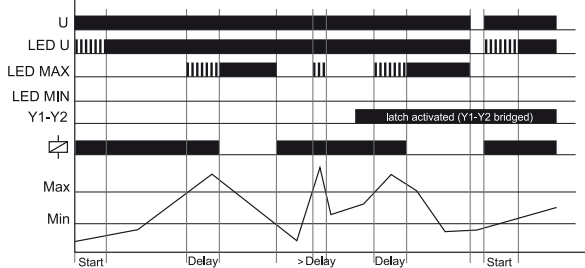 U
LED U
LED MAX
LED MIN
Y1-Y2
latch activated (Y1-Y2 bridged)
Max
Min
Start
Delay
>Delay
Delay
Start